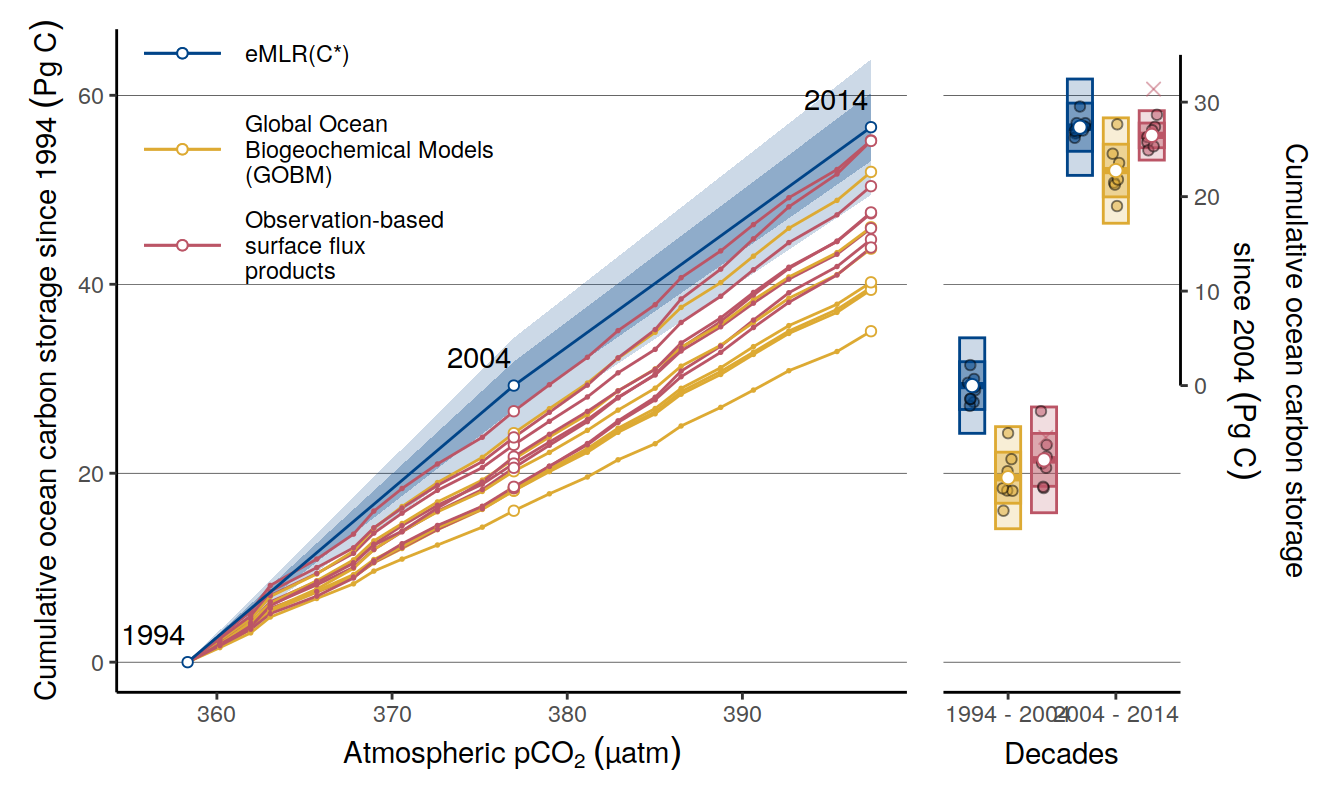 Cumulative ocean carbon storage since 1994 (Pg C)
60
40
20
0
eMLR(C*)
Global Ocean
Biogeochemical Models
(GOBM)
Observation-based
surface flux
products
1994
2004
2014
360
370
380
390
Atmospheric pCO₂ (µatm)
1994 - 2004
2004 - 2014
Decades
30
20
10
0
Cumulative ocean carbon storage
since 2004 (Pg C)